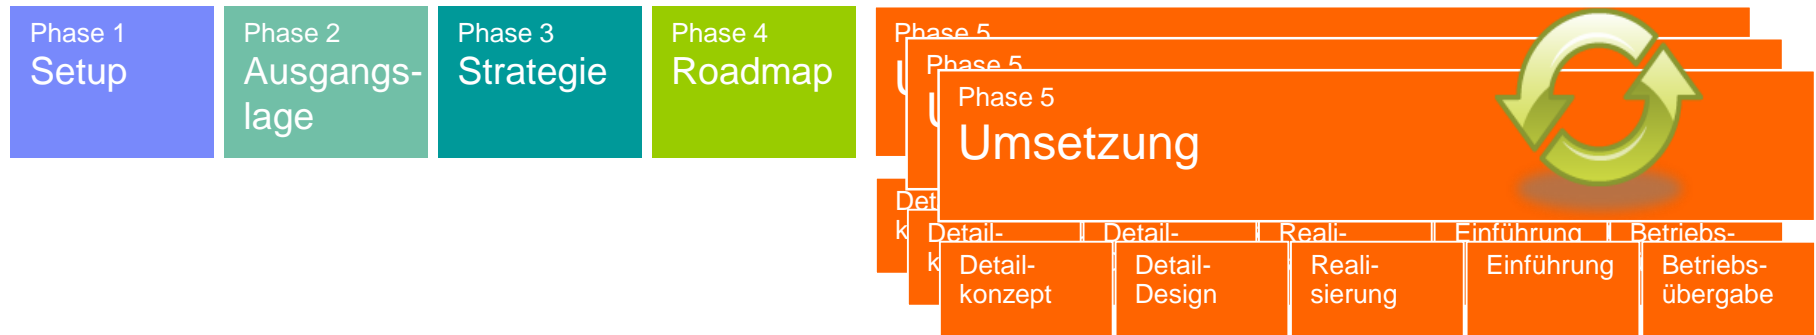 Phase 1
Setup
Phase 2
Ausgangs-
lage
Phase 3
Strategie
Phase 4
Roadmap
Phase 5
Phase 5
Phase 5
Umsetzung
Detail-
Detail-
Reali-
Einführung
Betriebs-
Detail-
konzept
Detail-
Design
Reali-
sierung
Einführung
Betriebs-
übergabe